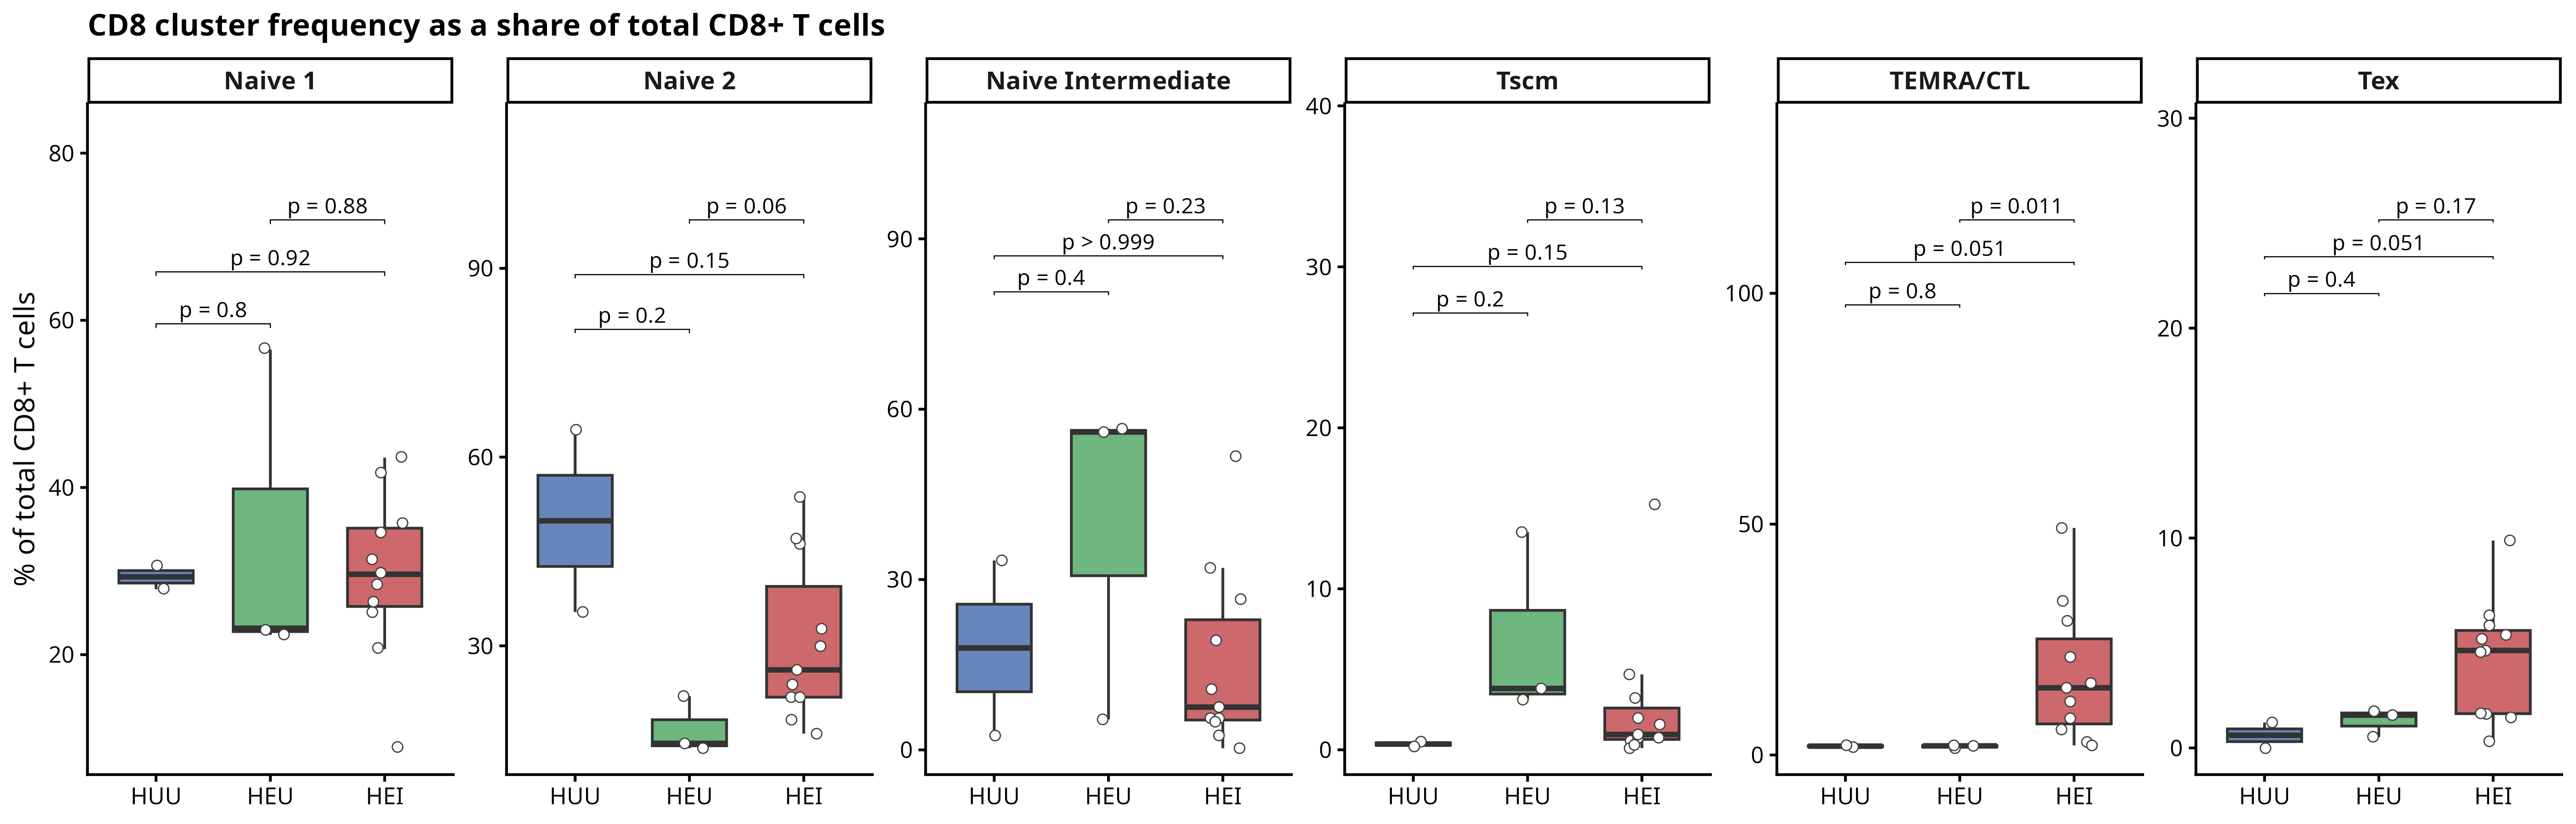 CD8 cluster frequency as a share of total CD8+ T cells
% of total CD8+ T cells
Naive 1
80
60
40
20
p = 0.88
p = 0.92
p = 0.8
HUU HEU HEI
Naive 2
90
60
30
p = 0.06
p = 0.15
p = 0.2
HUU HEU HEI
Naive Intermediate
90
60
30
0
p = 0.23
p > 0.999
p = 0.4
HUU HEU HEI
Tscm
40
30
20
10
0
p = 0.13
p = 0.15
p = 0.2
HUU HEU HEI
TEMRA/CTL
100
50
0
p = 0.011
p = 0.051
p = 0.8
HUU HEU HEI
Tex
30
20
10
0
p = 0.17
p = 0.051
p = 0.4
HUU HEU HEI